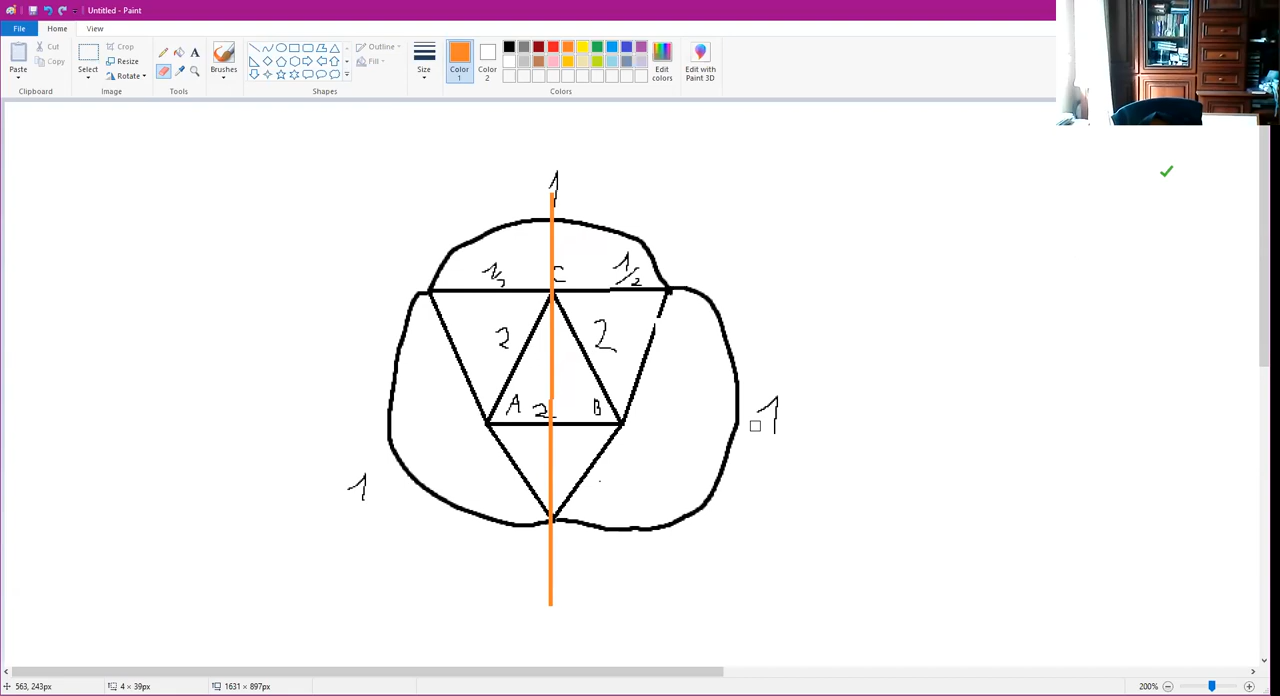 Untitled - Paint
File Home View
Paste Cut Copy Clipboard
Select Crop Resize Rotate Image
Tools
Brushes
Shapes Outline Fill
Size
Color 1 Color 2 Colors
Edit colors
Edit with Paint 3D
1
C 1/2
2 2
A 2 B
1
1
563, 243px 4 × 39px 1631 × 897px 200%